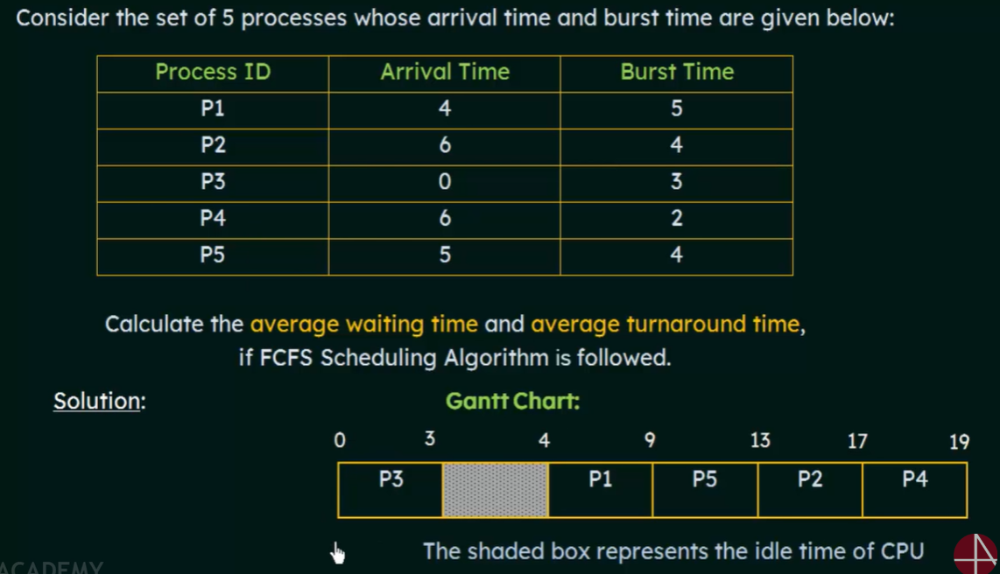 Consider the set of 5 processes whose arrival time and burst time are given below:
Process ID Arrival Time Burst Time
P1 4 5
P2 6 4
P3 0 3
P4 6 2
P5 5 4
Calculate the average waiting time and average turnaround time,
if FCFS Scheduling Algorithm is followed.
Solution: Gantt Chart:
0 3 4 9 13 17 19
P3 P1 P5 P2 P4
The shaded box represents the idle time of CPU
ACADEMY